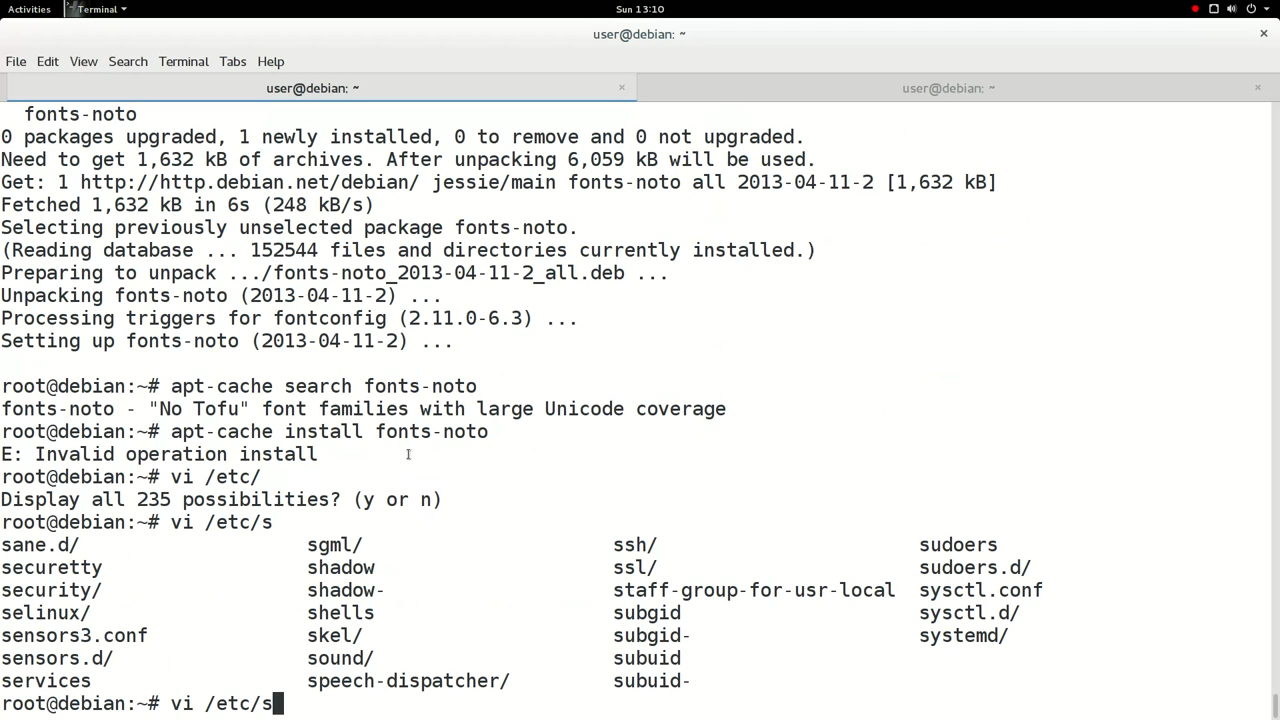 Activities Terminal Sun 13:10
user@debian: ~
File Edit View Search Terminal Tabs Help
user@debian: ~ user@debian: ~
fonts-noto
0 packages upgraded, 1 newly installed, 0 to remove and 0 not upgraded.
Need to get 1,632 kB of archives. After unpacking 6,059 kB will be used.
Get: 1 http://http.debian.net/debian/ jessie/main fonts-noto all 2013-04-11-2 [1,632 kB]
Fetched 1,632 kB in 6s (248 kB/s)
Selecting previously unselected package fonts-noto.
(Reading database ... 152544 files and directories currently installed.)
Preparing to unpack .../fonts-noto_2013-04-11-2_all.deb ...
Unpacking fonts-noto (2013-04-11-2) ...
Processing triggers for fontconfig (2.11.0-6.3) ...
Setting up fonts-noto (2013-04-11-2) ...
root@debian:~# apt-cache search fonts-noto
fonts-noto - "No Tofu" font families with large Unicode coverage
root@debian:~# apt-cache install fonts-noto
E: Invalid operation install
root@debian:~# vi /etc/
Display all 235 possibilities? (y or n)
root@debian:~# vi /etc/s
sane.d/ sgml/ ssh/ sudoers
securetty shadow ssl/ sudoers.d/
security/ shadow- staff-group-for-usr-local sysctl.conf
selinux/ shells subgid sysctl.d/
sensors3.conf skel/ subgid- systemd/
sensors.d/ sound/ subuid
services speech-dispatcher/ subuid-
root@debian:~# vi /etc/s